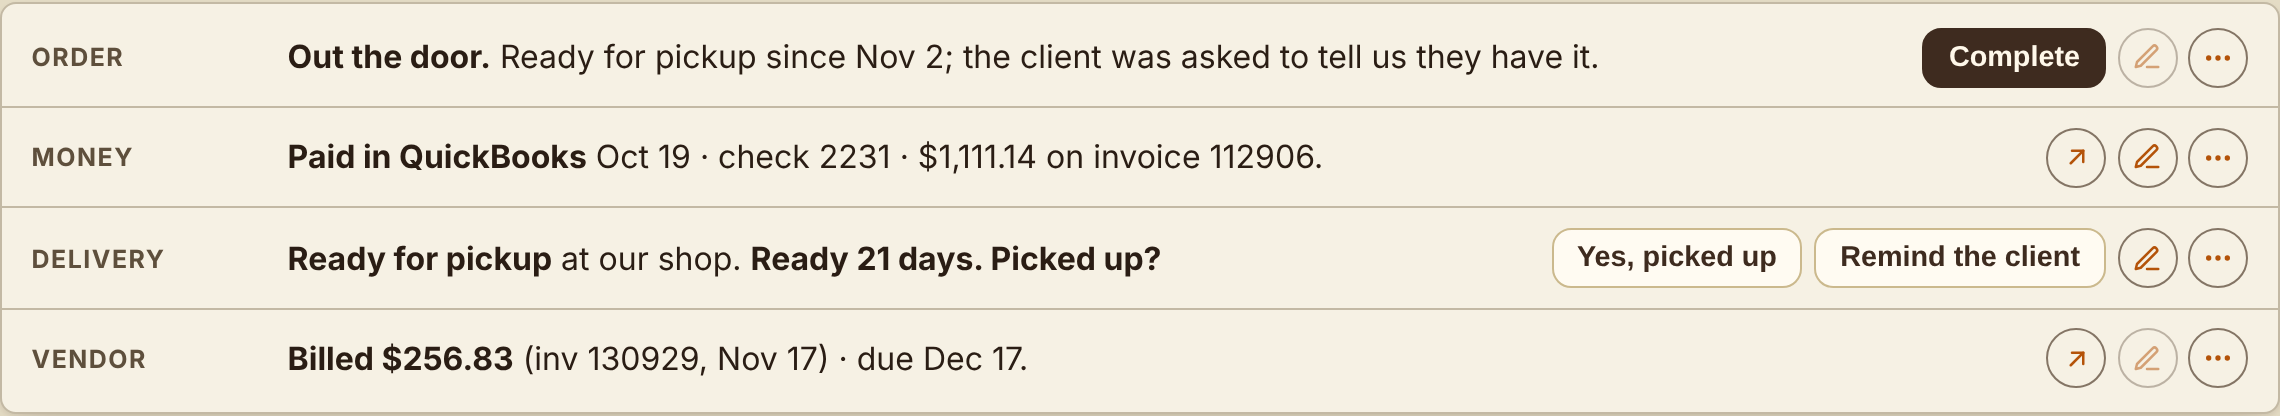 ORDER Out the door. Ready for pickup since Nov 2; the client was asked to tell us they have it. Complete
MONEY Paid in QuickBooks Oct 19 · check 2231 · $1,111.14 on invoice 112906.
DELIVERY Ready for pickup at our shop. Ready 21 days. Picked up? Yes, picked up Remind the client
VENDOR Billed $256.83 (inv 130929, Nov 17) · due Dec 17.